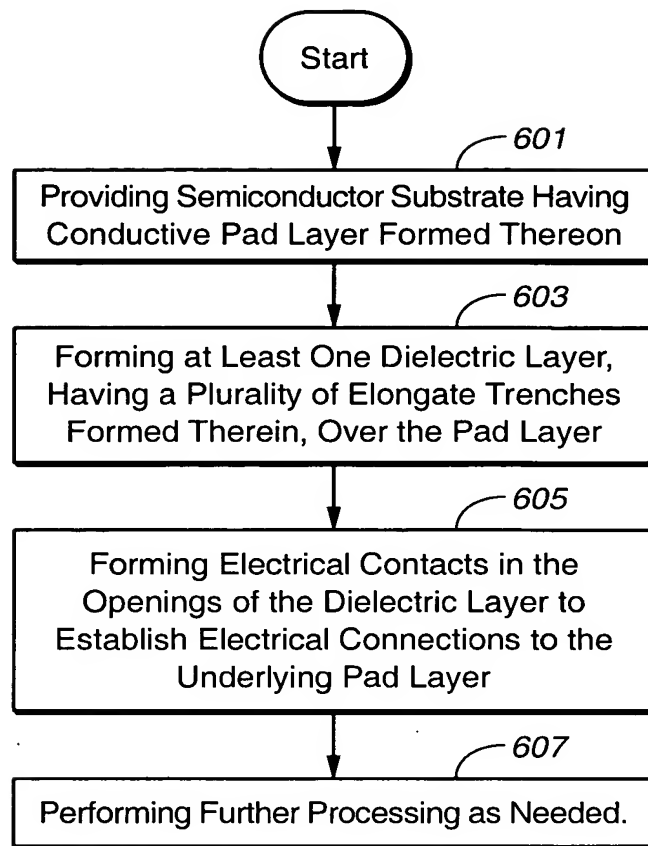 Start
601
Providing Semiconductor Substrate Having
Conductive Pad Layer Formed Thereon
603
Forming at Least One Dielectric Layer,
Having a Plurality of Elongate Trenches
Formed Therein, Over the Pad Layer
605
Forming Electrical Contacts in the
Openings of the Dielectric Layer to
Establish Electrical Connections to the
Underlying Pad Layer
607
Performing Further Processing as Needed.